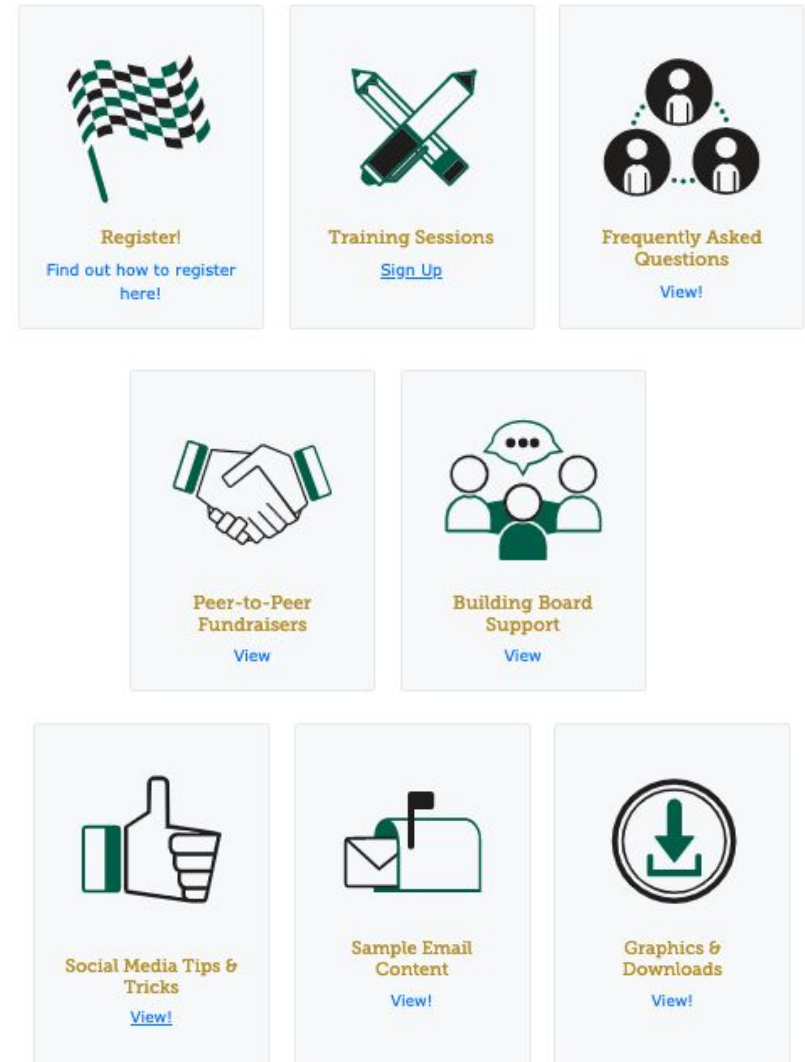 Register!
Find out how to register
here!
Training Sessions
Sign Up
Frequently Asked
Questions
View!
Peer-to-Peer
Fundraisers
View
Building Board
Support
View
Social Media Tips &
Tricks
View!
Sample Email
Content
View!
Graphics &
Downloads
View!